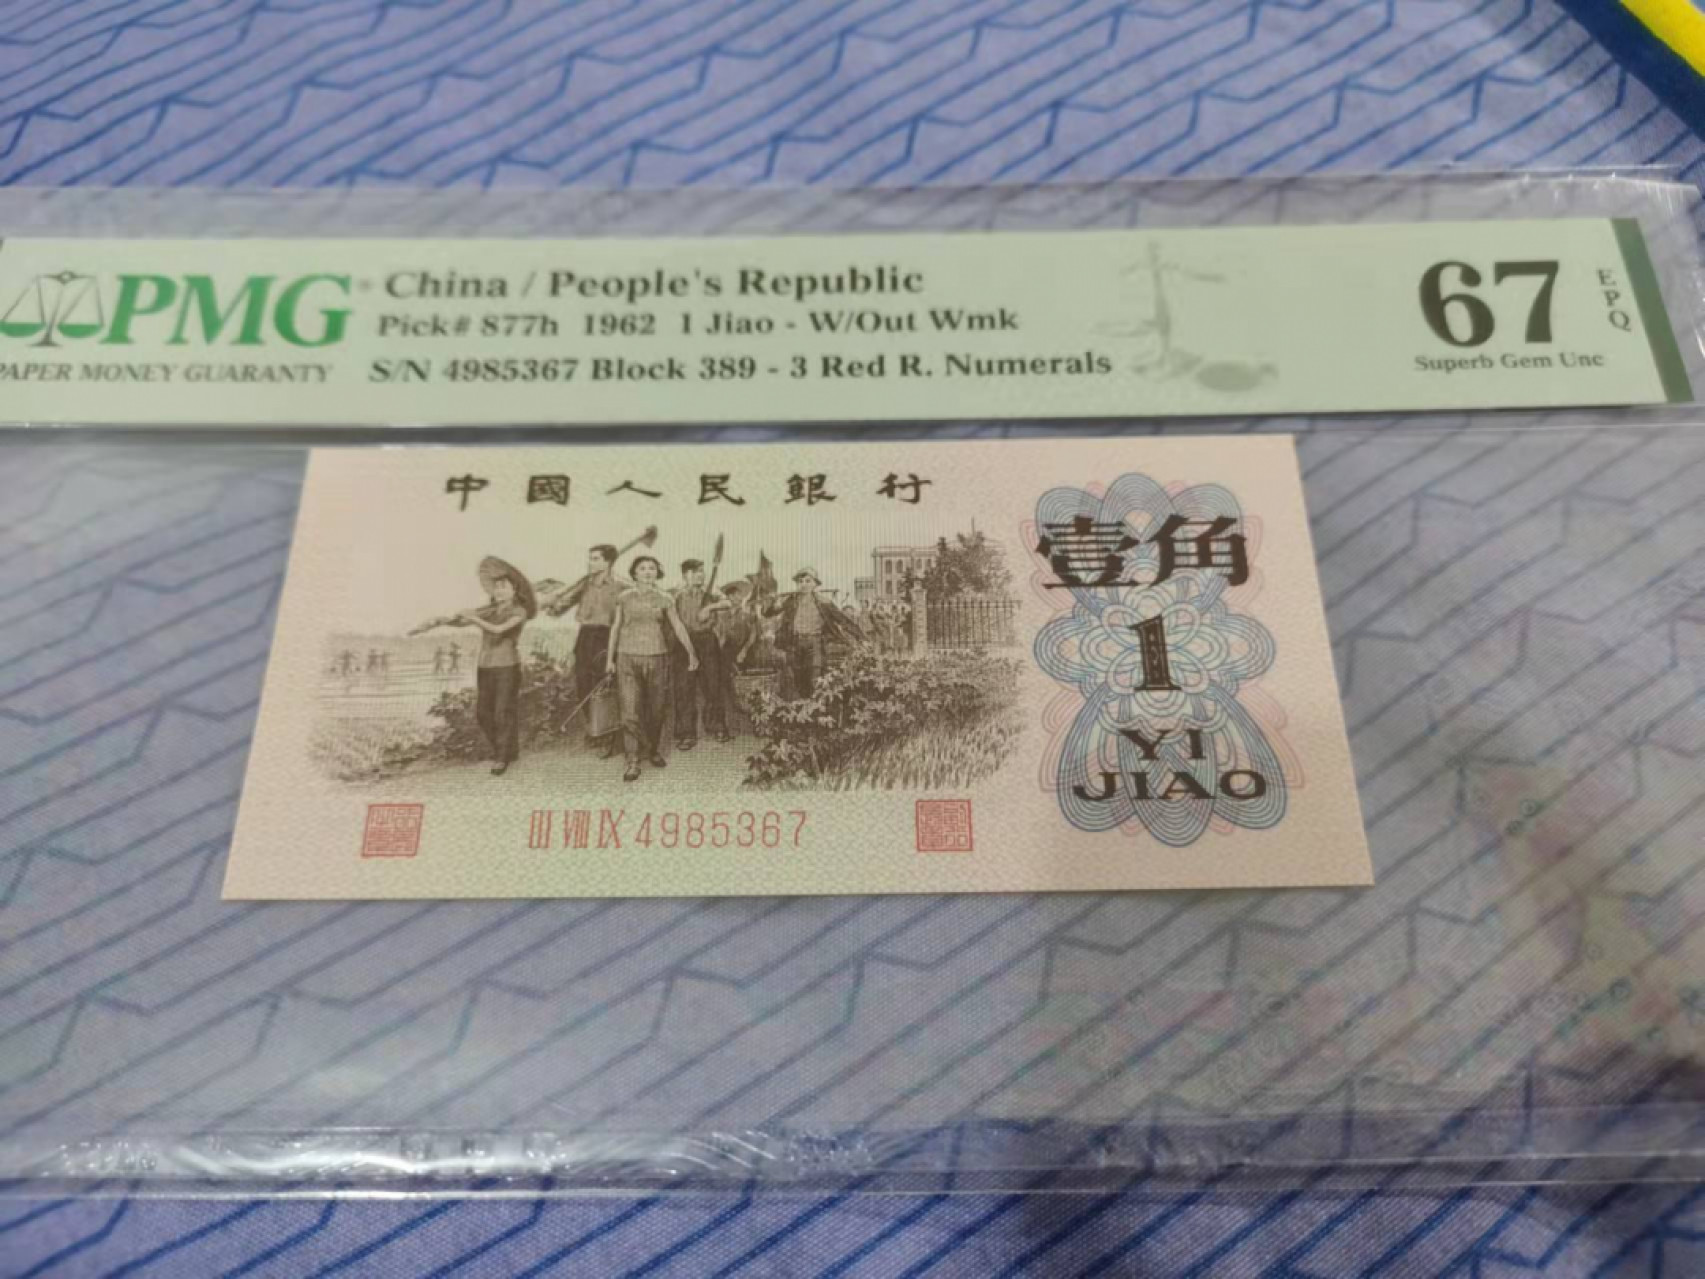 PMG
PAPER MONEY GUARANTY
China / People's Republic
Pick# 877h 1962 1 Jiao - W/Out Wmk
S/N 4985367 Block 389 - 3 Red R. Numerals
67
EPQ
Superb Gem Unc
中國人民銀行
壹角
1
YI
JIAO
III VIII IX 4985367